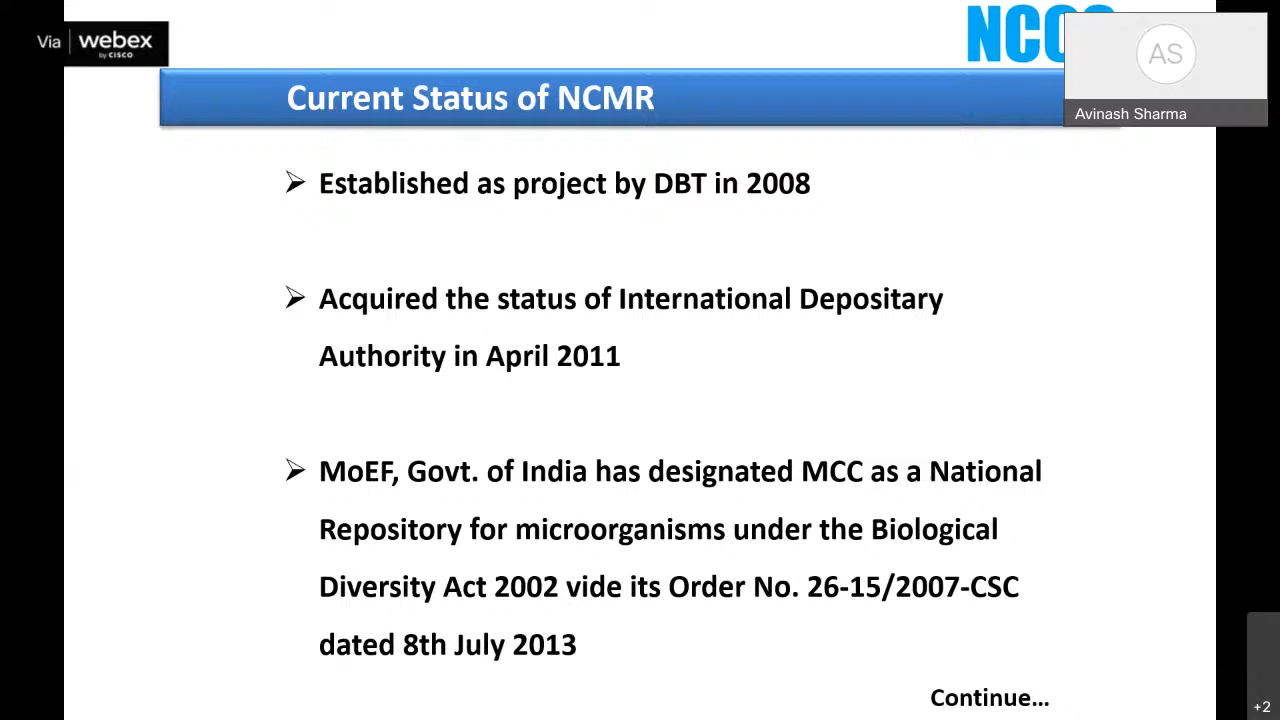 Via webex
by CISCO
NCC
AS
Current Status of NCMR
Avinash Sharma
➢ Established as project by DBT in 2008
➢ Acquired the status of International Depositary
Authority in April 2011
➢ MoEF, Govt. of India has designated MCC as a National
Repository for microorganisms under the Biological
Diversity Act 2002 vide its Order No. 26-15/2007-CSC
dated 8th July 2013
Continue...
+2